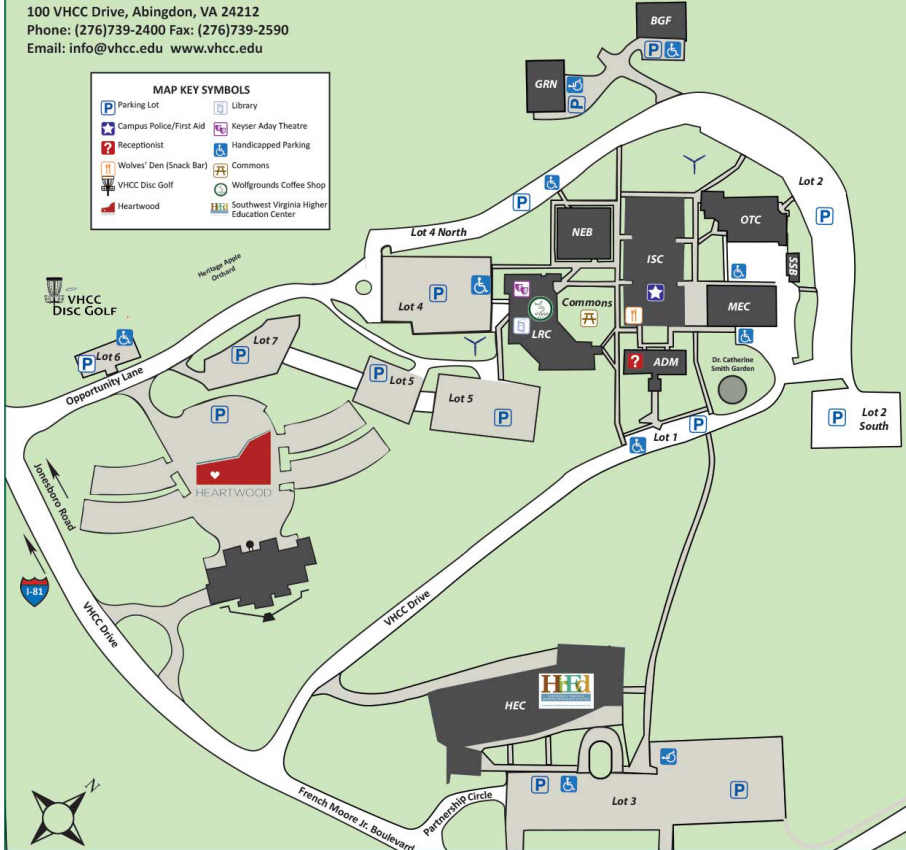 100 VHCC Drive, Abingdon, VA 24212
Phone: (276)739-2400 Fax: (276)739-2590
Email: info@vhcc.edu www.vhcc.edu
MAP KEY SYMBOLS
P Parking Lot
Library
Campus Police/First Aid
Keyser Aday Theatre
? Receptionist
Handicapped Parking
Wolves' Den (Snack Bar)
Commons
VHCC Disc Golf
Wolfgrounds Coffee Shop
Heartwood
HEd Southwest Virginia Higher
Education Center
BGF
P
GRN
P
Lot 2
P
P
NEB
OTC
Lot 4 North
ISC
SSB
Heritage Apple
Orchard
VHCC
DISC GOLF
P
Lot 4
Commons
MEC
LRC
Lot 7
P
Lot 6
P
? ADM
Dr. Catherine
Smith Garden
Opportunity Lane
P
Lot 5
Lot 5
P
P
Lot 1
P
P
Lot 2
South
HEARTWOOD
Jonesboro Road
I-81
VHCC Drive
VHCC Drive
HEC
HEd
N
French Moore Jr. Boulevard
Partnership Circle
P
Lot 3
P